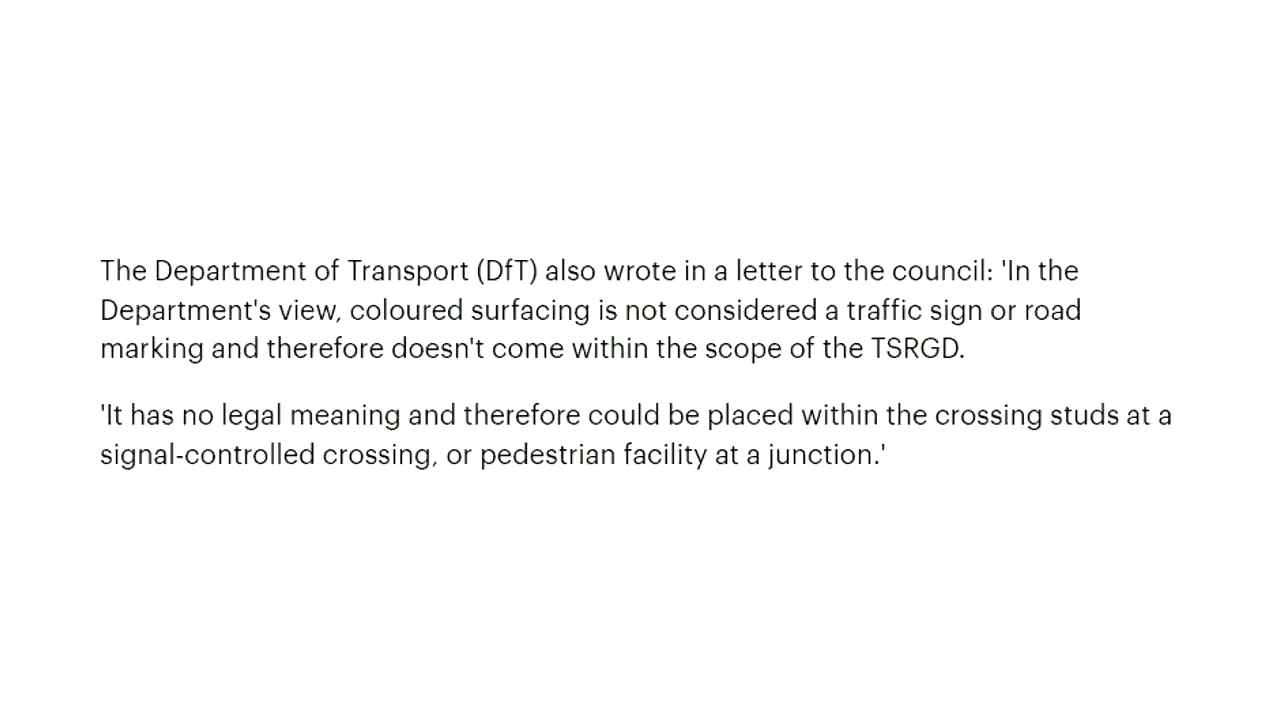 The Department of Transport (DfT) also wrote in a letter to the council: 'In the
Department's view, coloured surfacing is not considered a traffic sign or road
marking and therefore doesn't come within the scope of the TSRGD.
'It has no legal meaning and therefore could be placed within the crossing studs at a
signal-controlled crossing, or pedestrian facility at a junction.'